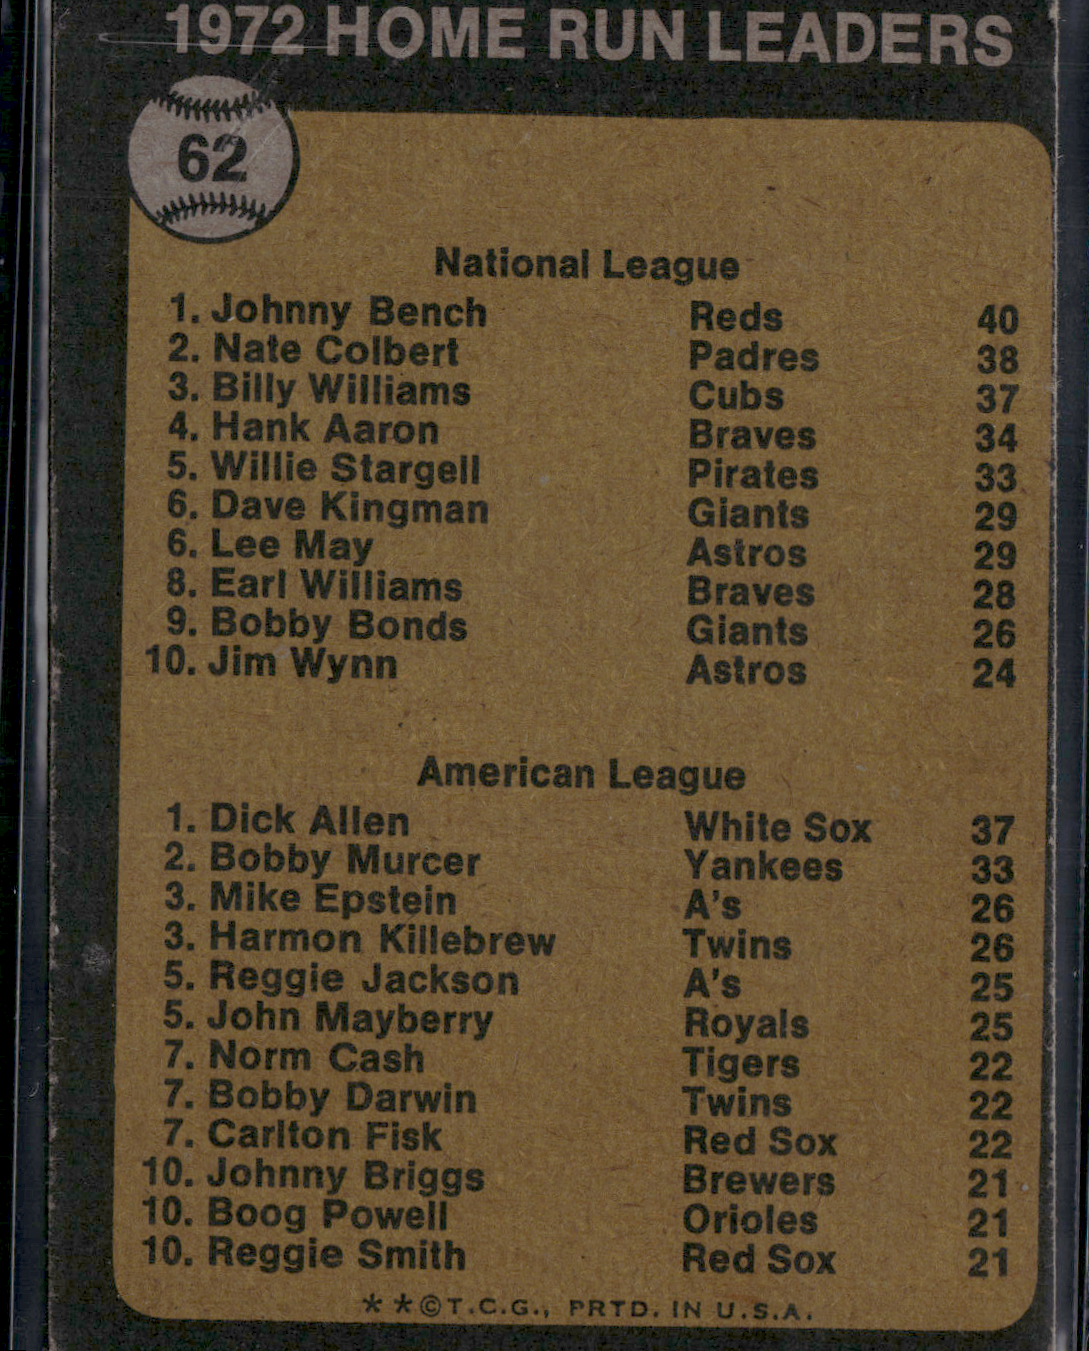 1972 HOME RUN LEADERS
62
National League
1. Johnny Bench Reds 40
2. Nate Colbert Padres 38
3. Billy Williams Cubs 37
4. Hank Aaron Braves 34
5. Willie Stargell Pirates 33
6. Dave Kingman Giants 29
6. Lee May Astros 29
8. Earl Williams Braves 28
9. Bobby Bonds Giants 26
10. Jim Wynn Astros 24
American League
1. Dick Allen White Sox 37
2. Bobby Murcer Yankees 33
3. Mike Epstein A's 26
3. Harmon Killebrew Twins 26
5. Reggie Jackson A's 25
5. John Mayberry Royals 25
7. Norm Cash Tigers 22
7. Bobby Darwin Twins 22
7. Carlton Fisk Red Sox 22
10. Johnny Briggs Brewers 21
10. Boog Powell Orioles 21
10. Reggie Smith Red Sox 21
* * © T.C.G., PRTD. IN U.S.A.